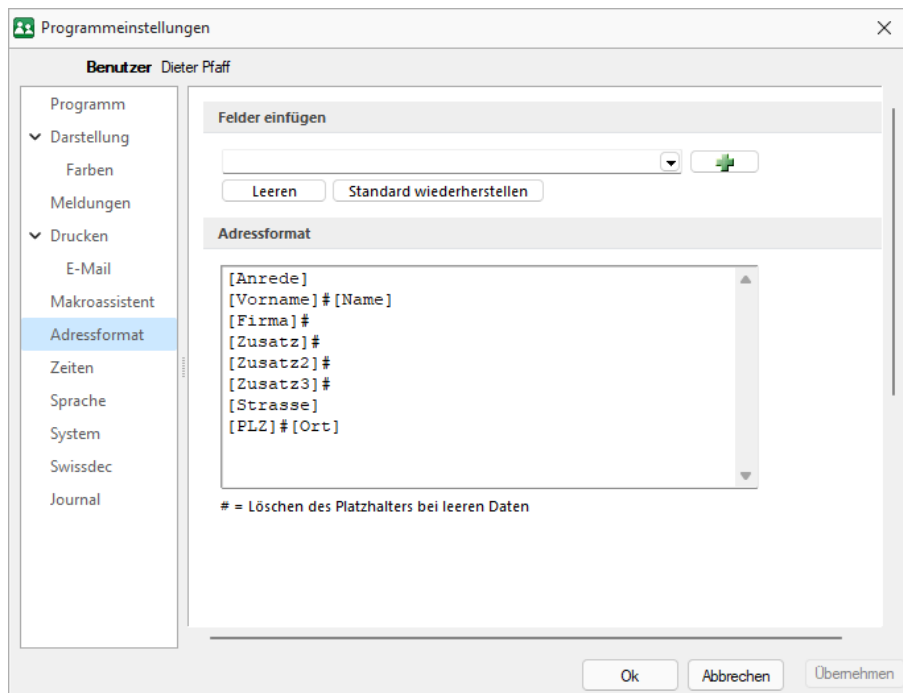 Programmeinstellungen
Benutzer Dieter Pfaff
Programm
Darstellung
Farben
Meldungen
Drucken
E-Mail
Makroassistent
Adressformat
Zeiten
Sprache
System
Swissdec
Journal
Felder einfügen
Leeren Standard wiederherstellen
Adressformat
[Anrede]
[Vorname]#[Name]
[Firma]#
[Zusatz]#
[Zusatz2]#
[Zusatz3]#
[Strasse]
[PLZ]#[Ort]
# = Löschen des Platzhalters bei leeren Daten
Ok Abbrechen Übernehmen